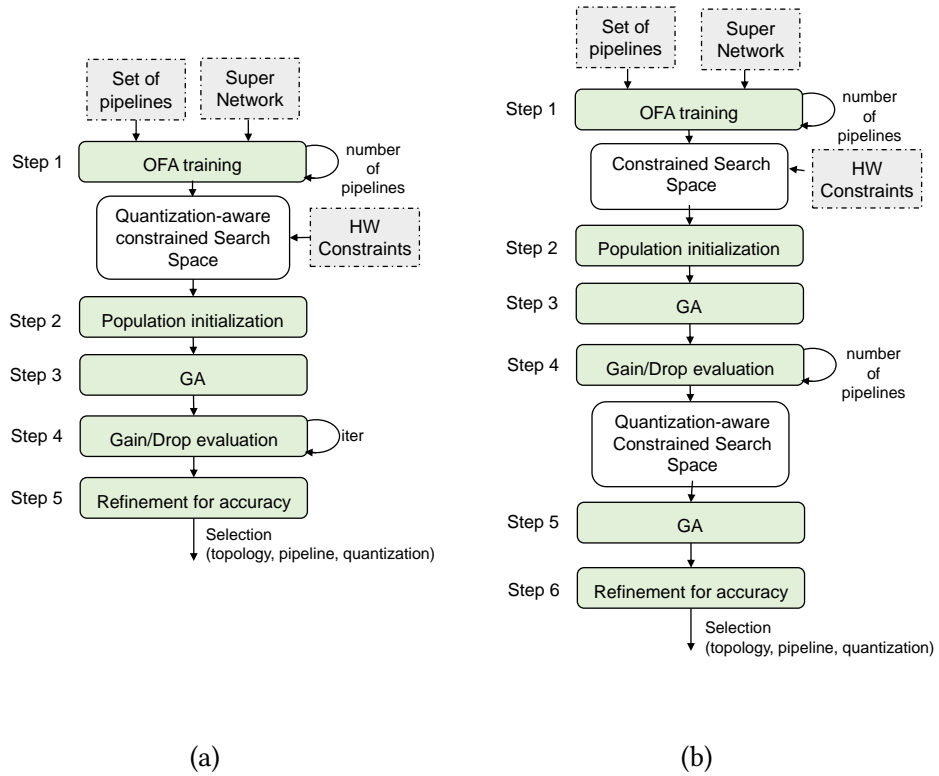 Set of
pipelines
Super
Network
Step 1
OFA training
number
of
pipelines
Quantization-aware
constrained Search
Space
HW
Constraints
Step 2
Population initialization
Step 3
GA
Step 4
Gain/Drop evaluation
iter
Step 5
Refinement for accuracy
Selection
(topology, pipeline, quantization)
(a)
Set of
pipelines
Super
Network
Step 1
OFA training
number
of
pipelines
Constrained Search
Space
HW
Constraints
Step 2
Population initialization
Step 3
GA
Step 4
Gain/Drop evaluation
number
of
pipelines
Quantization-aware
Constrained Search
Space
Step 5
GA
Step 6
Refinement for accuracy
Selection
(topology, pipeline, quantization)
(b)